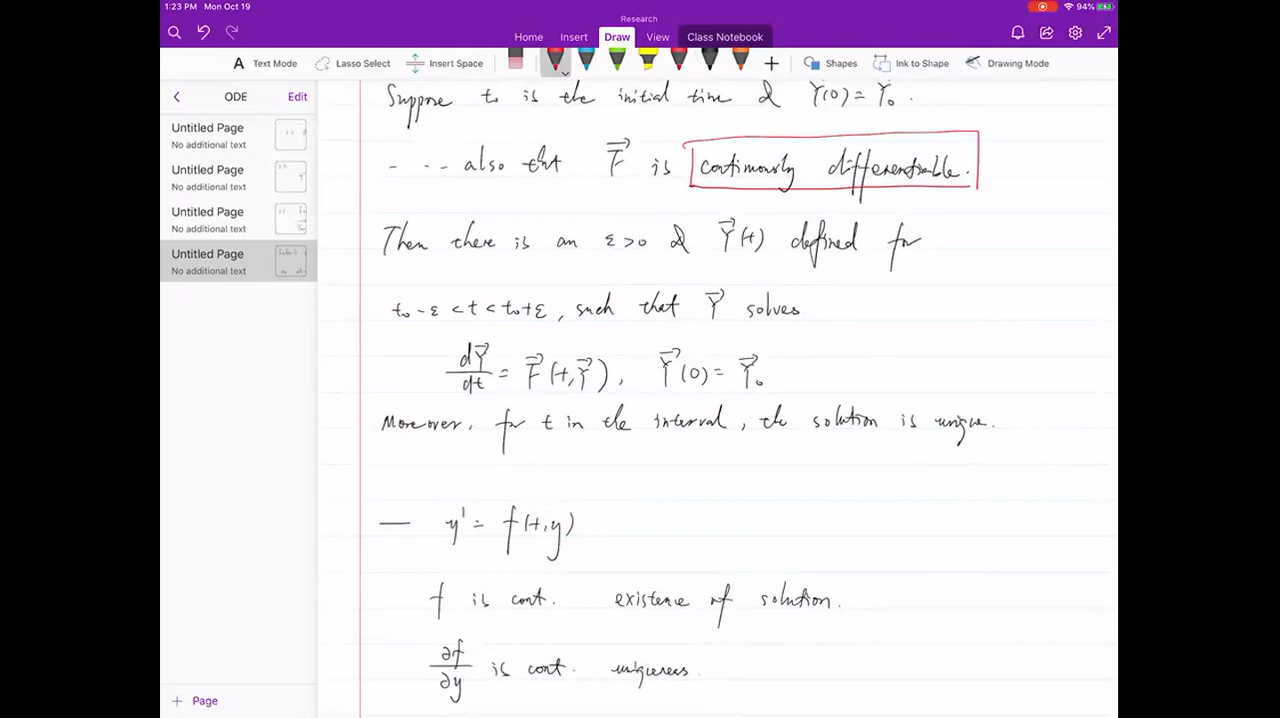 1:23 PM Mon Oct 19
94%
Research
Home Insert Draw View Class Notebook
A Text Mode Lasso Select Insert Space Shapes Ink to Shape Drawing Mode
ODE Edit
Untitled Page
No additional text
Untitled Page
No additional text
Untitled Page
No additional text
Untitled Page
No additional text
+ Page
Suppose t₀ is the initial time & Y(0) = Y₀.
- - -- also tht F⃗ is continously differentiable.
Then there is an ε>0 & Y⃗(t) defined for
t₀-ε < t < t₀+ε, such that Y⃗ solves
dY⃗/dt = F⃗(t,Y⃗), Y⃗(0) = Y⃗₀
Moreover, for t in the interval, the solution is unique.
— y' = f(t,y)
f is cont. existence of solution.
∂f/∂y is cont. uniqueness.